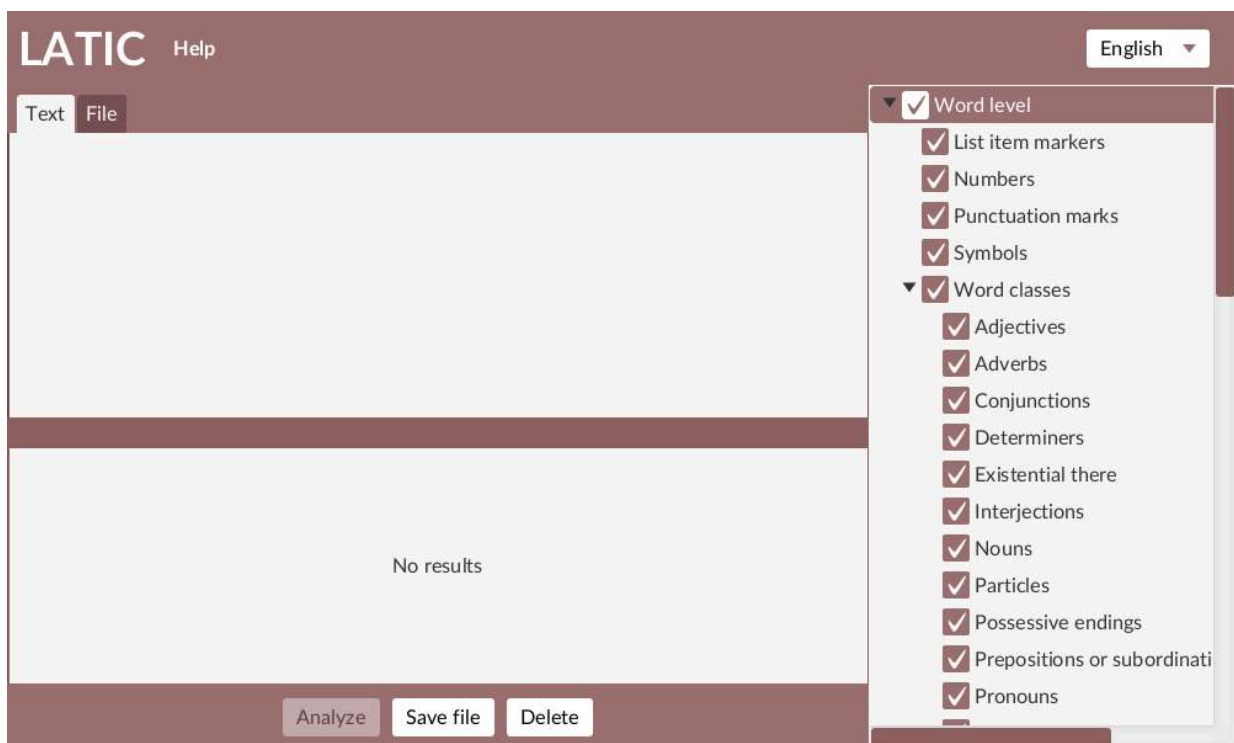 LATIC Help English
Text File
No results
Analyze Save file Delete
Word level
List item markers
Numbers
Punctuation marks
Symbols
Word classes
Adjectives
Adverbs
Conjunctions
Determiners
Existential there
Interjections
Nouns
Particles
Possessive endings
Prepositions or subordinati
Pronouns